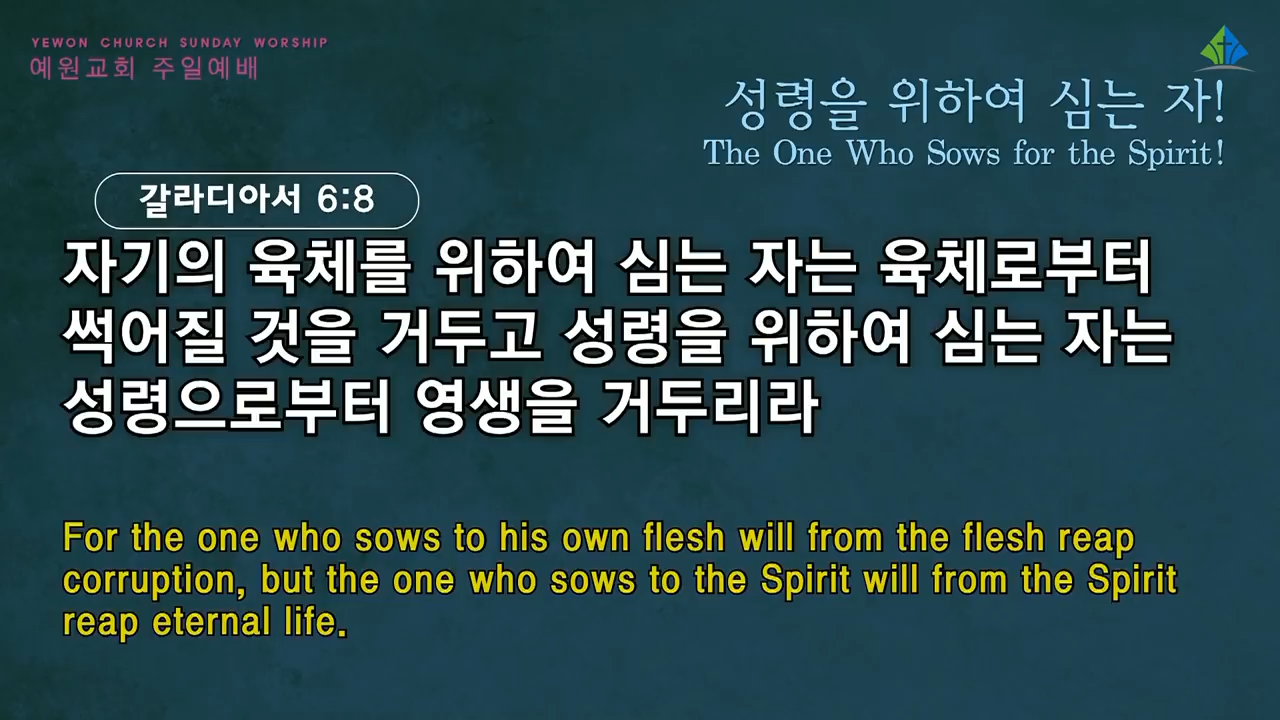 YEWON CHURCH SUNDAY WORSHIP
예원교회 주일예배
성령을 위하여 심는 자!
The One Who Sows for the Spirit!
갈라디아서 6:8
자기의 육체를 위하여 심는 자는 육체로부터
썩어질 것을 거두고 성령을 위하여 심는 자는
성령으로부터 영생을 거두리라
For the one who sows to his own flesh will from the flesh reap
corruption, but the one who sows to the Spirit will from the Spirit
reap eternal life.